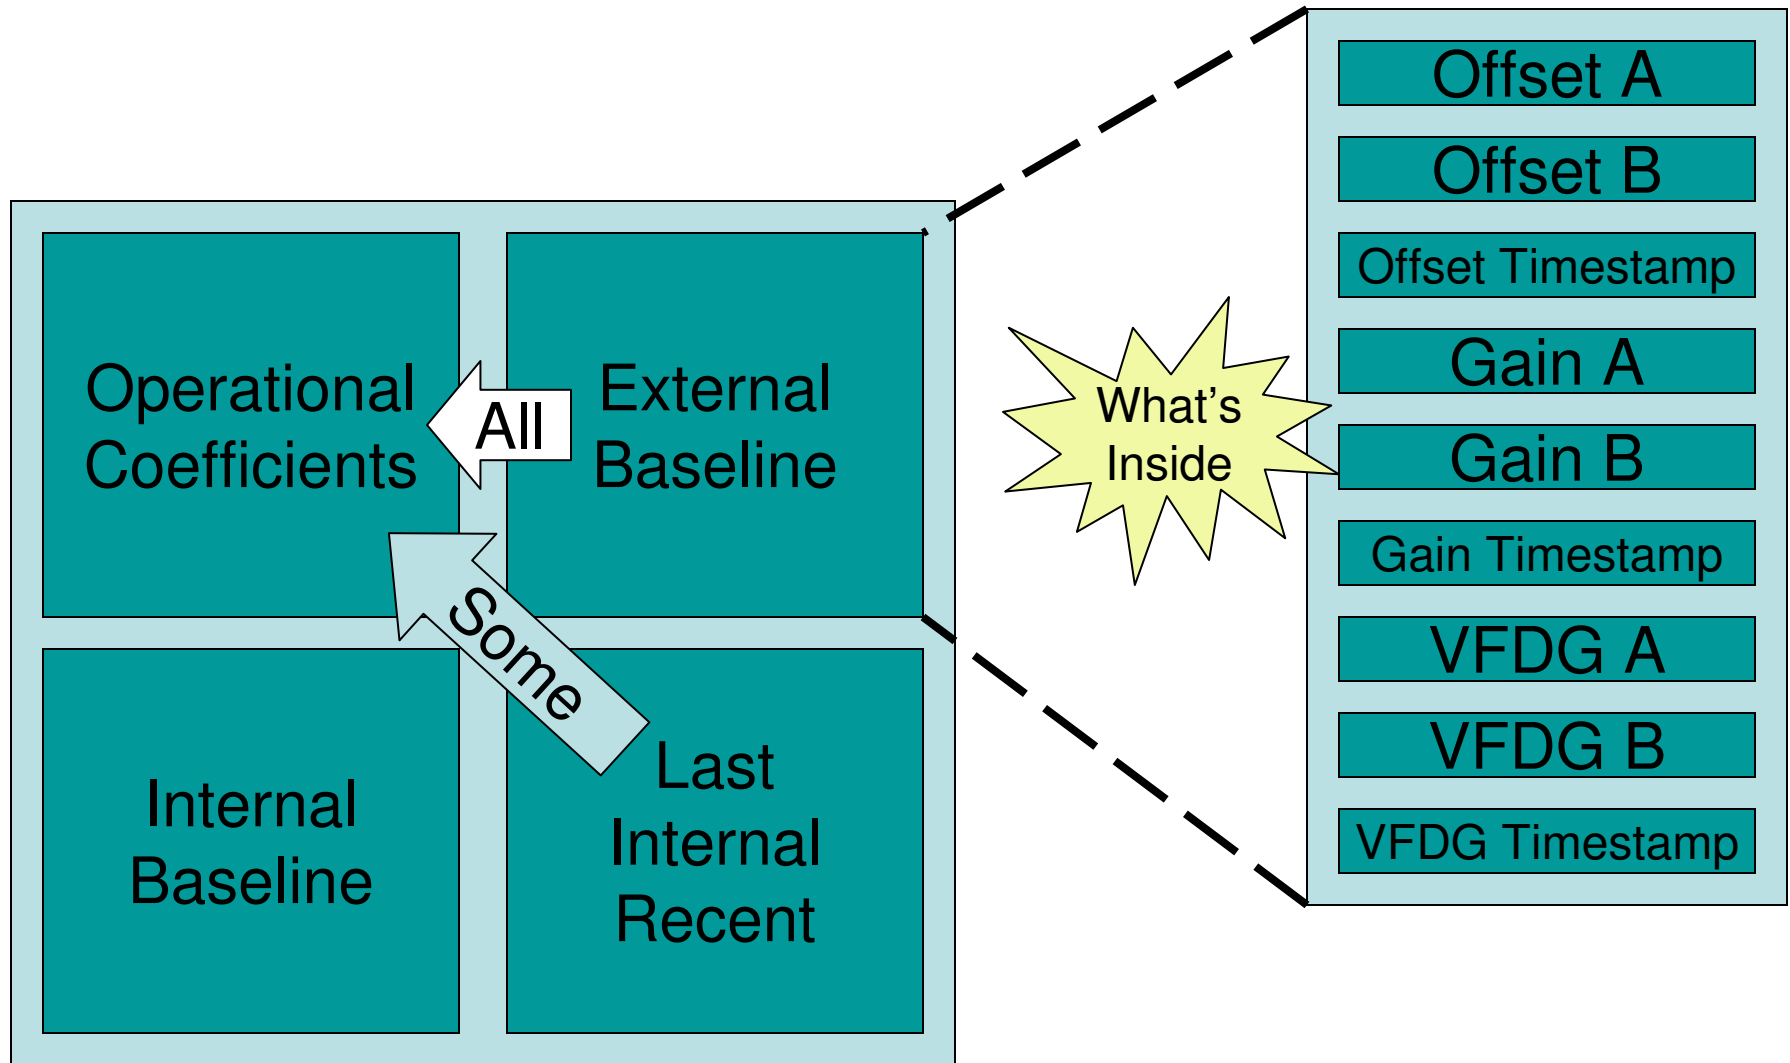 Operational
Coefficients
All
External
Baseline
Some
Internal
Baseline
Last
Internal
Recent
What's
Inside
Offset A
Offset B
Offset Timestamp
Gain A
Gain B
Gain Timestamp
VFDG A
VFDG B
VFDG Timestamp